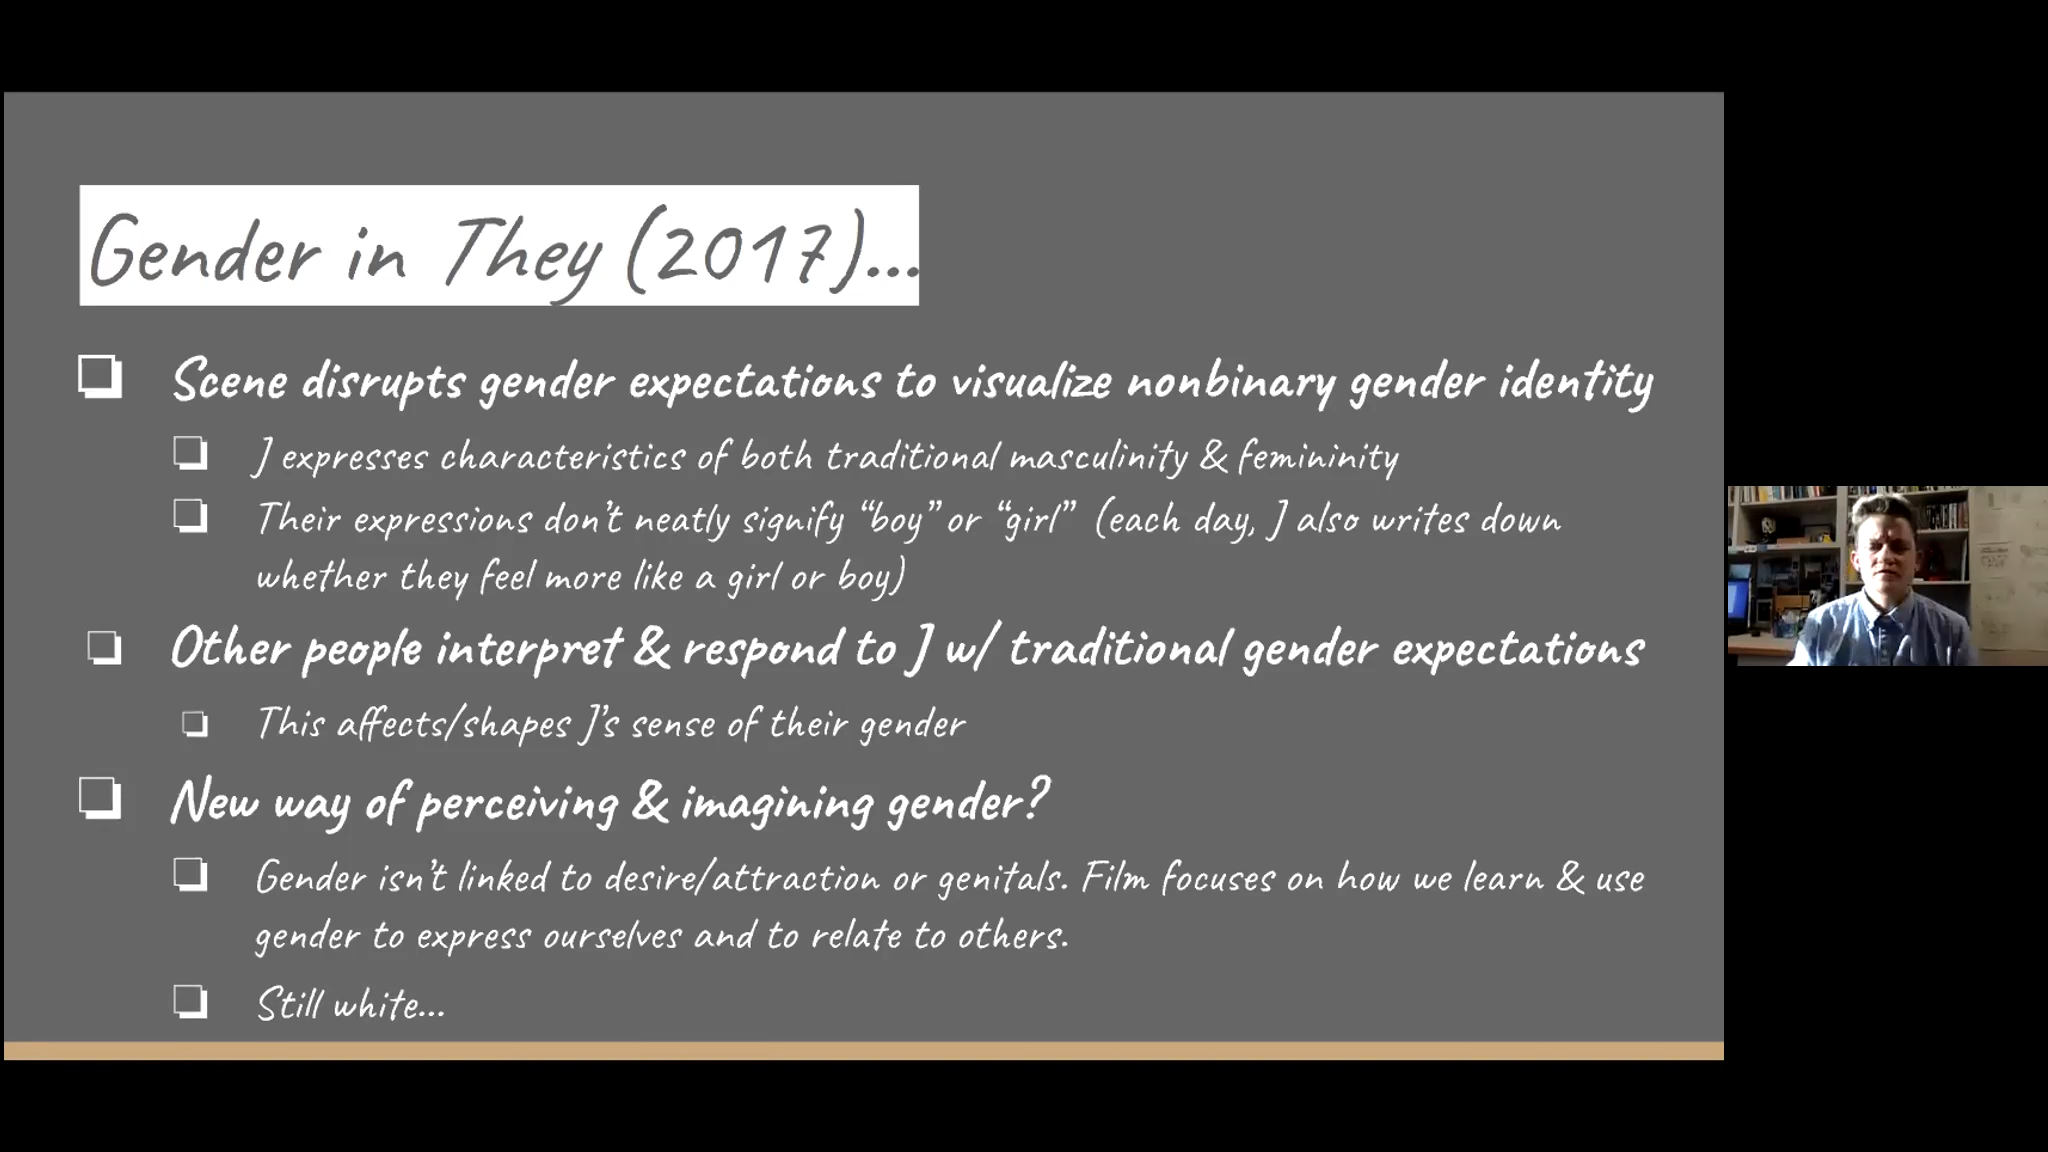 Gender in They (2017)...
Scene disrupts gender expectations to visualize nonbinary gender identity
J expresses characteristics of both traditional masculinity & femininity
Their expressions don't neatly signify “boy” or “girl” (each day, J also writes down
whether they feel more like a girl or boy)
Other people interpret & respond to J w/ traditional gender expectations
This affects/shapes J's sense of their gender
New way of perceiving & imagining gender?
Gender isn't linked to desire/attraction or genitals. Film focuses on how we learn & use
gender to express ourselves and to relate to others.
Still white...